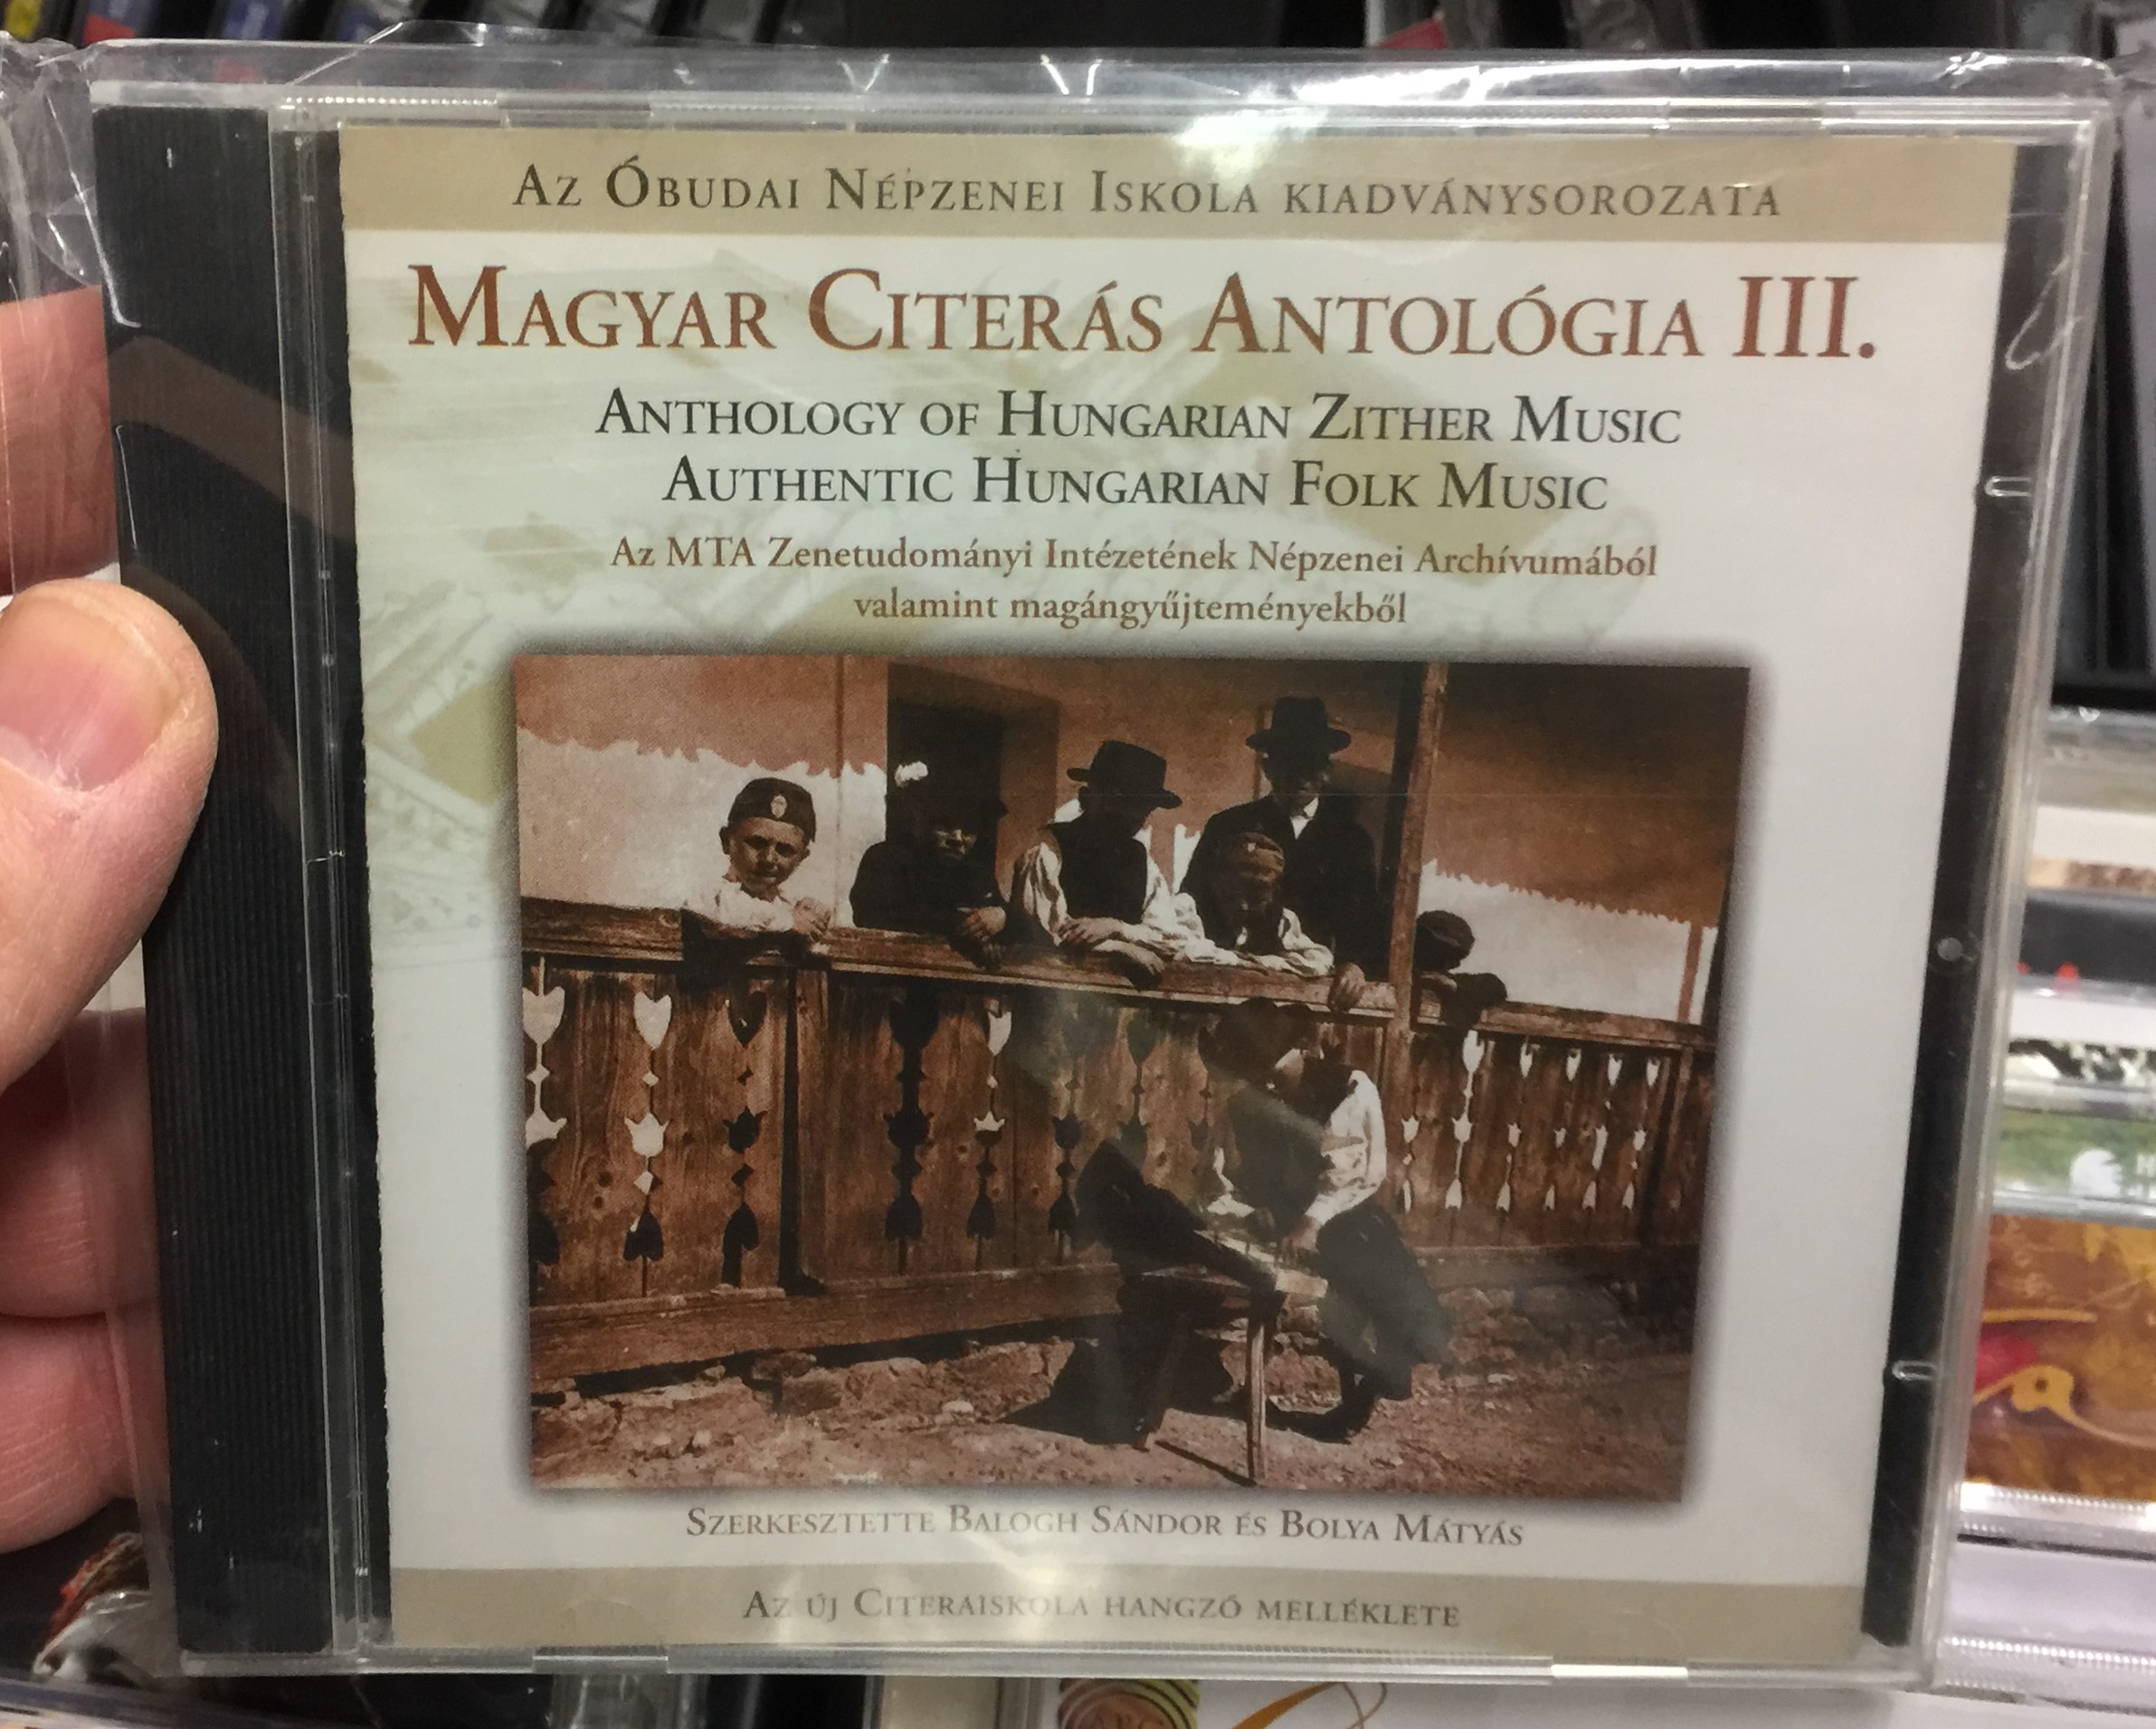 Az Óbudai Népzenei Iskola kiadványsorozata
Magyar Citerás Antológia III.
Anthology of Hungarian Zither Music
Authentic Hungarian Folk Music
Az MTA Zenetudományi Intézetének Népzenei Archívumából
valamint magángyűjteményekből
Szerkesztette Balogh Sándor és Bolya Mátyás
Az új Citeraiskola hangzó melléklete